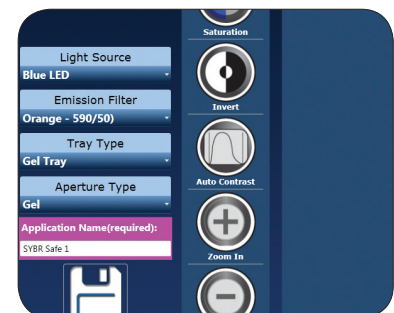 Saturation
Light Source
Blue LED
Invert
Emission Filter
Orange - 590/50)
Tray Type
Gel Tray
Auto Contrast
Aperture Type
Gel
Application Name(required):
SYBR Safe 1
Zoom In